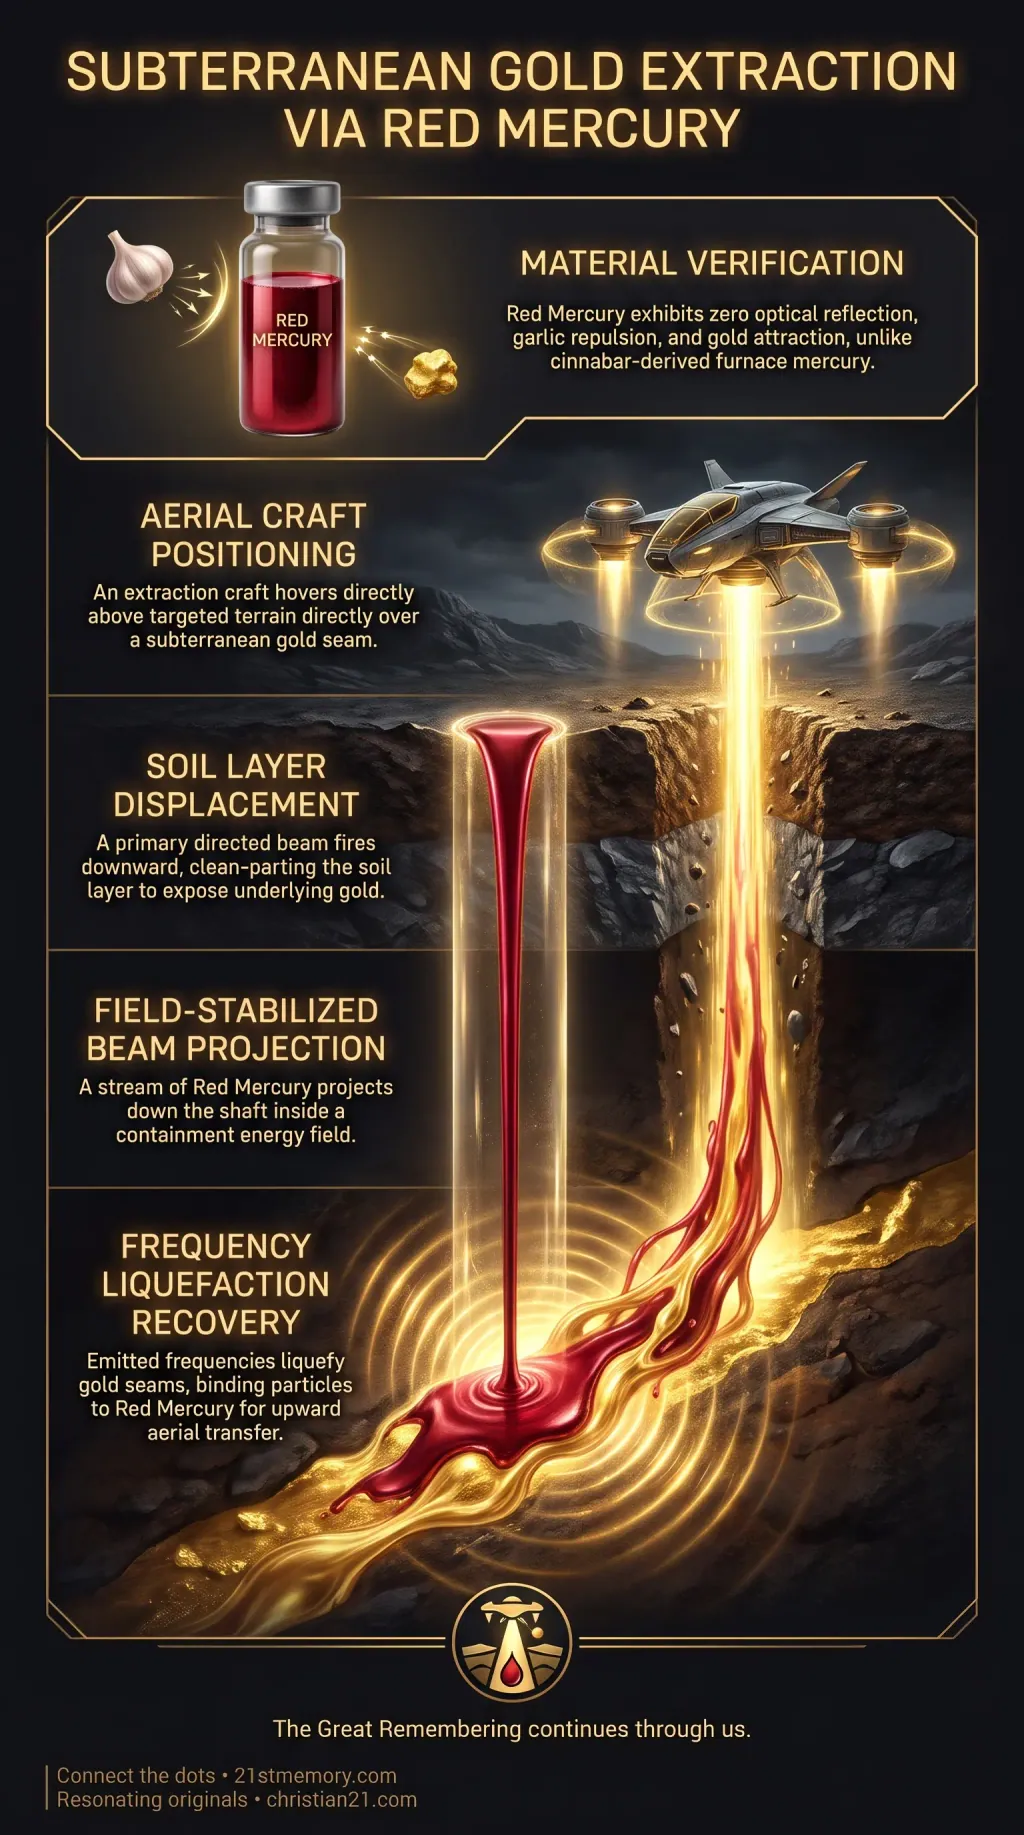 SUBTERRANEAN GOLD EXTRACTION
VIA RED MERCURY
RED
MERCURY
MATERIAL VERIFICATION
Red Mercury exhibits zero optical reflection,
garlic repulsion, and gold attraction, unlike
cinnabar-derived furnace mercury.
AERIAL CRAFT
POSITIONING
An extraction craft hovers directly
above targeted terrain directly over
a subterranean gold seam.
SOIL LAYER
DISPLACEMENT
A primary directed beam fires
downward, clean-parting the soil
layer to expose underlying gold.
FIELD-STABILIZED
BEAM PROJECTION
A stream of Red Mercury projects
down the shaft inside a
containment energy field.
FREQUENCY
LIQUEFACTION
RECOVERY
Emitted frequencies liquefy
gold seams, binding particles
to Red Mercury for upward
aerial transfer.
The Great Remembering continues through us.
Connect the dots • 21stmemory.com
Resonating originals • christian21.com